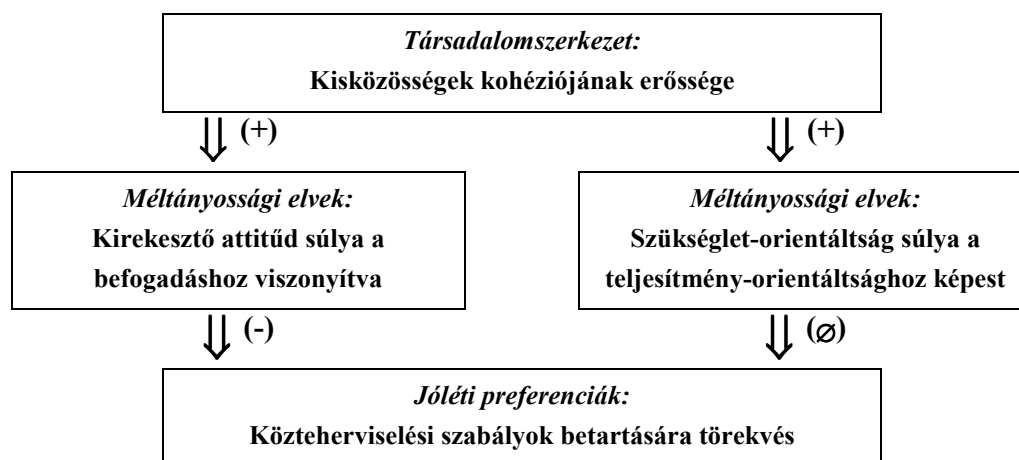 Társadalomszerkezet:
Kisközösségek kohéziójának erőssége
(+)
(+)
Méltányossági elvek:
Kirekesztő attitűd súlya a
befogadáshoz viszonyítva
Méltányossági elvek:
Szükséglet-orientáltság súlya a
teljesítmény-orientáltsághoz képest
(-)
(∅)
Jóléti preferenciák:
Közteherviselési szabályok betartására törekvés